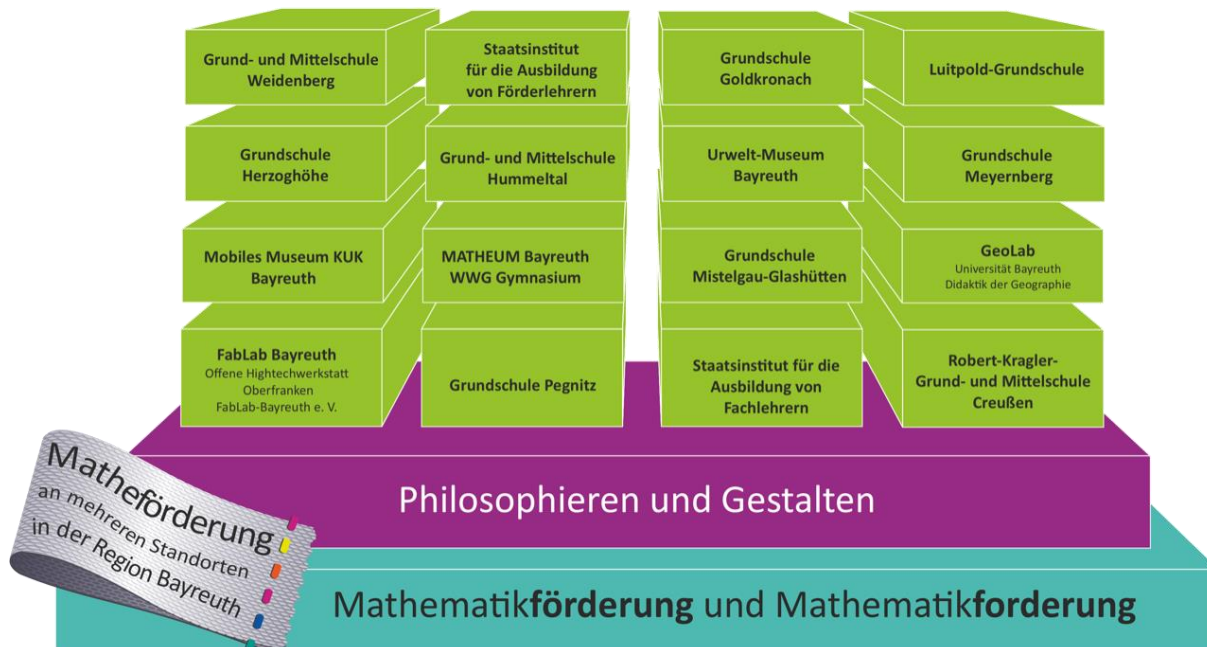 Grund- und Mittelschule
Weidenberg
Staatsinstitut
für die Ausbildung
von Förderlehrern
Grundschule
Goldkronach
Luitpold-Grundschule
Grundschule
Herzoghöhe
Grund- und Mittelschule
Hummeltal
Urwelt-Museum
Bayreuth
Grundschule
Meyernberg
Mobiles Museum KUK
Bayreuth
MATHEUM Bayreuth
WWG Gymnasium
Grundschule
Mistelgau-Glashütten
GeoLab
Universität Bayreuth
Didaktik der Geographie
FabLab Bayreuth
Offene Hightechwerkstatt
Oberfranken
FabLab-Bayreuth e. V.
Grundschule Pegnitz
Staatsinstitut für die
Ausbildung von
Fachlehrern
Robert-Kragler-
Grund- und Mittelschule
Creußen
Matheförderung
an mehreren Standorten
in der Region Bayreuth
Philosophieren und Gestalten
Mathematikförderung und Mathematikforderung